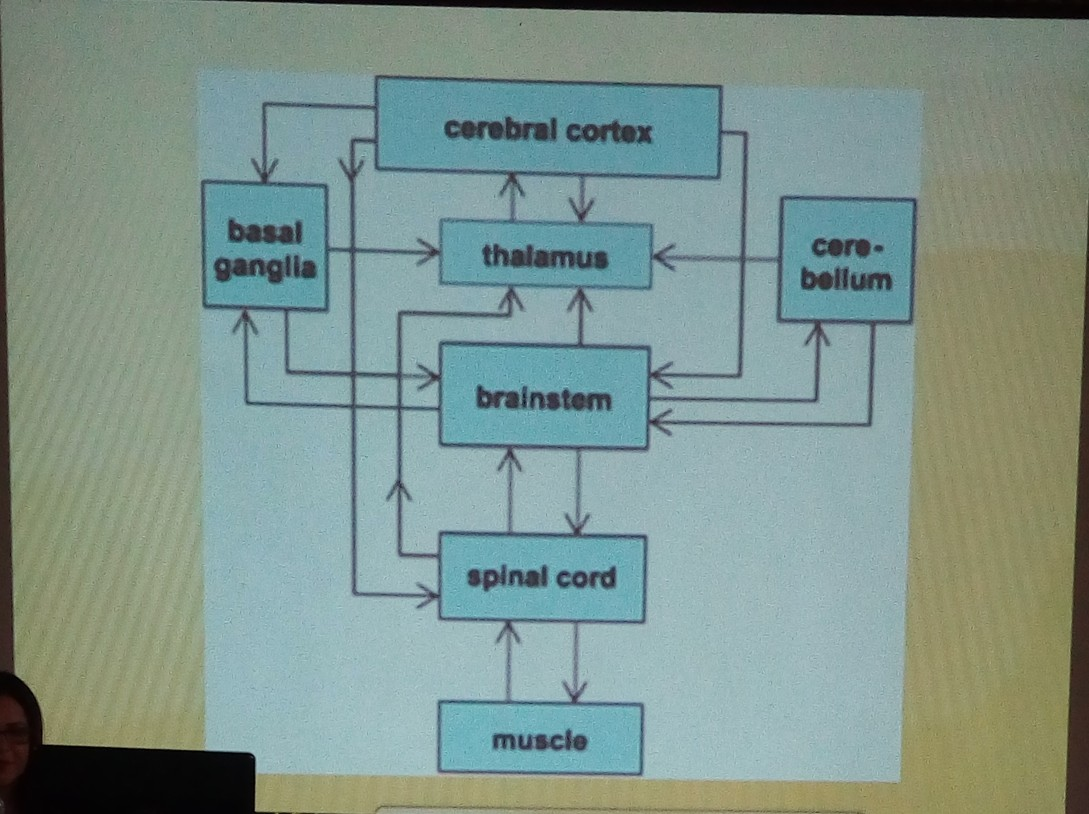 cerebral cortex
basal
ganglia
thalamus
cere-
bellum
brainstem
spinal cord
muscle